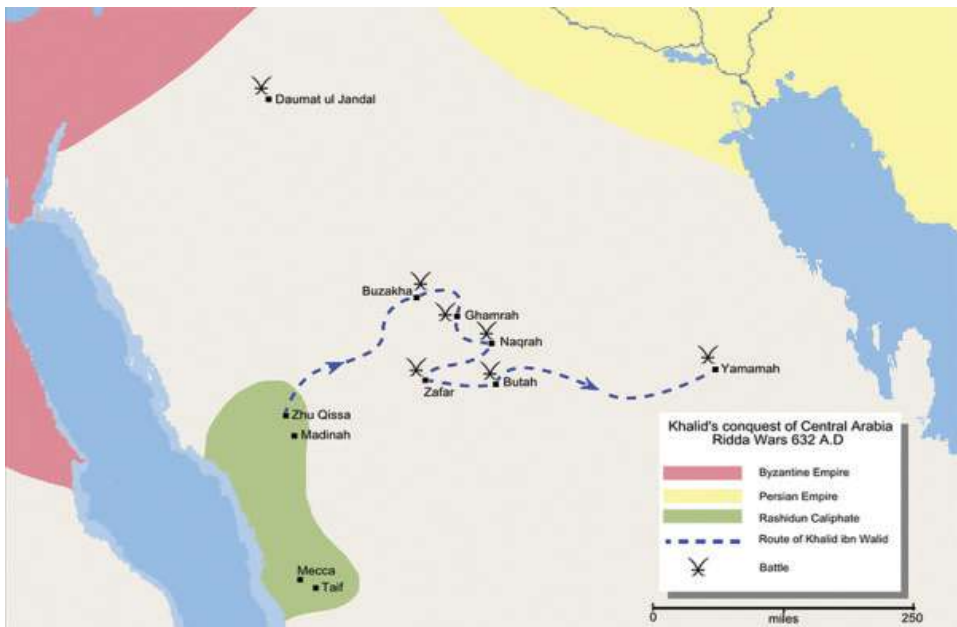 Daumat ul Jandal
Buzakha
Ghamrah
Naqrah
Zafar
Butah
Yamamah
Zhu Qissa
Madinah
Mecca
Taif
Khalid's conquest of Central Arabia
Ridda Wars 632 A.D
Byzantine Empire
Persian Empire
Rashidun Caliphate
Route of Khalid ibn Walid
Battle
0
miles
250